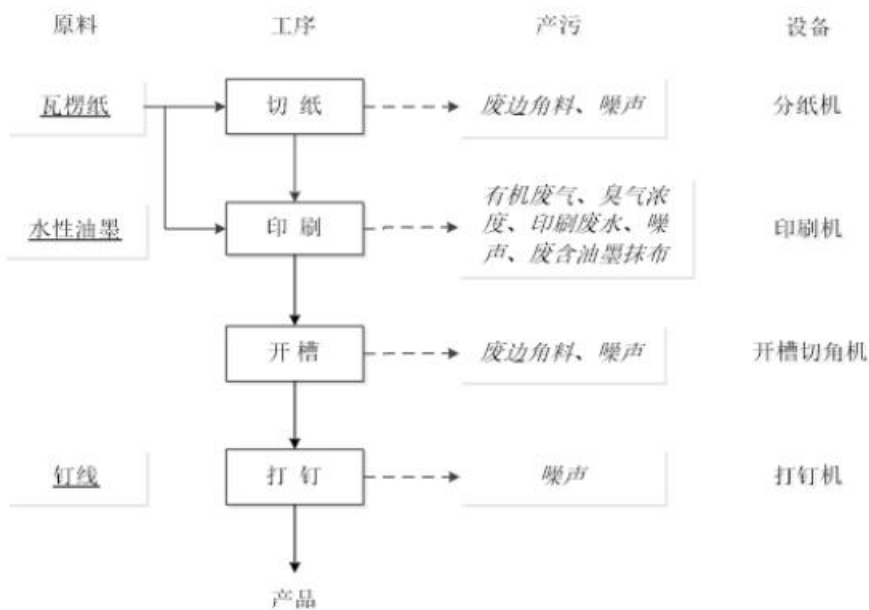 原料 工序 产污 设备
瓦楞纸 切纸 废边角料、噪声 分纸机
水性油墨 印刷 有机废气、臭气浓
度、印刷废水、噪
声、废含油墨抹布 印刷机
开槽 废边角料、噪声 开槽切角机
钉线 打钉 噪声 打钉机
产品